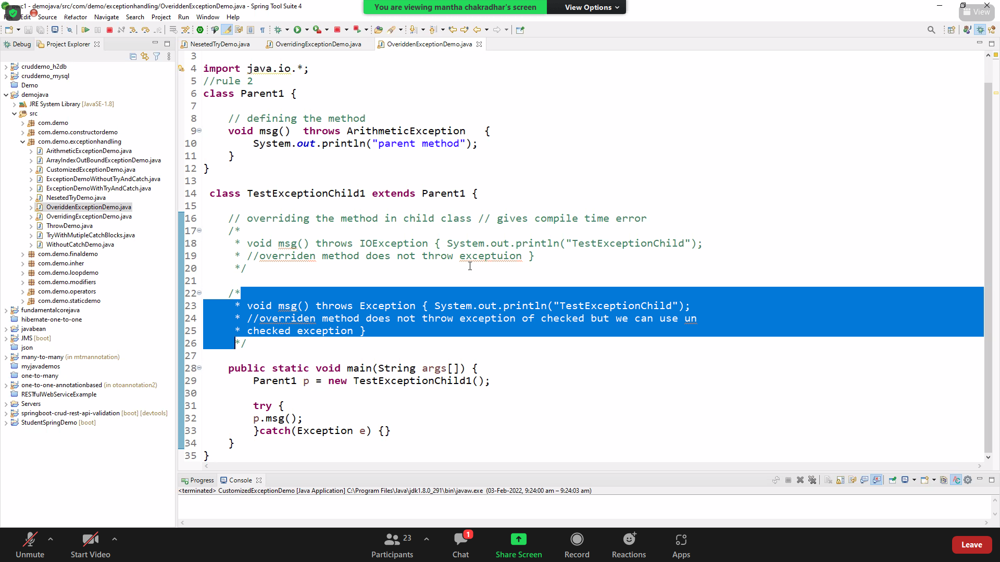 pwc1 - demojava/src/com/demo/exceptionhandling/OveriddenExceptionDemo.java - Spring Tool Suite 4
You are viewing mantha chakradhar's screen
View Options
View
Edit Source Refactor Navigate Search Project Run Window Help
Debug
Project Explorer
NesetedTryDemo.java
OverridingExceptionDemo.java
OveriddenExceptionDemo.java
cruddemo_h2db
cruddemo_mysql
Demo
demojava
JRE System Library [JavaSE-1.8]
src
com.demo
com.demo.constructordemo
com.demo.exceptionhandling
ArithmeticExceptionDemo.java
ArrayIndexOutBoundExceptionDemo.java
CustomizedExceptionDemo.java
ExceptionDemoWithoutTryAndCatch.java
ExceptionDemoWithTryAndCatch.java
NesetedTryDemo.java
OveriddenExceptionDemo.java
OverridingExceptionDemo.java
ThrowDemo.java
TryWithMutipleCatchBlocks.java
WithoutCatchDemo.java
com.demo.finaldemo
com.demo.inher
com.demo.loopdemo
com.demo.modifiers
com.demo.operators
com.demo.staticdemo
fundamentalcorejava
hibernate-one-to-one
javabean
JMS [boot]
json
many-to-many (in mtmannotation)
myjavademos
one-to-many
one-to-one-annotationbased (in otoannotation2)
RESTfulWebServiceExample
Servers
springboot-crud-rest-api-validation [boot] [devtools]
StudentSpringDemo [boot]
3
4 import java.io.*;
5 //rule 2
6 class Parent1 {
7
8 // defining the method
9 void msg() throws ArithmeticException {
10 System.out.println("parent method");
11 }
12 }
13
14 class TestExceptionChild1 extends Parent1 {
15
16 // overriding the method in child class // gives compile time error
17 /*
18 * void msg() throws IOException { System.out.println("TestExceptionChild");
19 * //overriden method does not throw exceptuion }
20 */
21
22 /*
23 * void msg() throws Exception { System.out.println("TestExceptionChild");
24 * //overriden method does not throw exception of checked but we can use un
25 * checked exception }
26 */
27
28 public static void main(String args[]) {
29 Parent1 p = new TestExceptionChild1();
30
31 try {
32 p.msg();
33 }catch(Exception e) {}
34 }
35 }
Progress
Console
<terminated> CustomizedExceptionDemo [Java Application] C:\Program Files\Java\jdk1.8.0_291\bin\javaw.exe (03-Feb-2022, 9:24:00 am – 9:24:03 am)
Unmute
Start Video
23
Participants
1
Chat
Share Screen
Record
Reactions
Apps
Leave